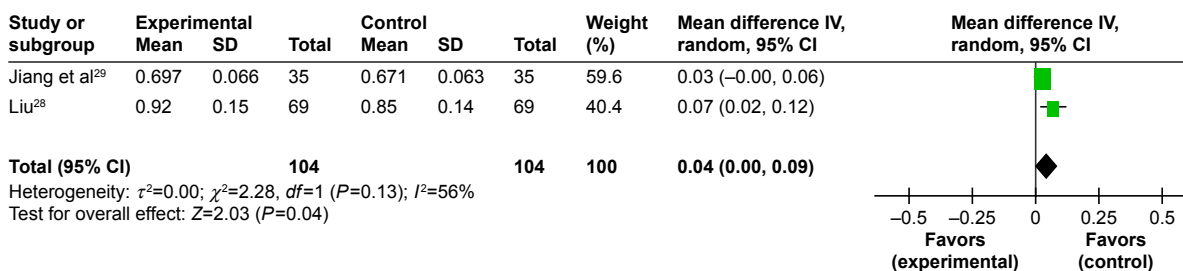 Study or subgroup Experimental Control Weight (%) Mean difference IV, random, 95% CI Mean difference IV, random, 95% CI
Mean SD Total Mean SD Total
Jiang et al²⁹ 0.697 0.066 35 0.671 0.063 35 59.6 0.03 (–0.00, 0.06)
Liu²⁸ 0.92 0.15 69 0.85 0.14 69 40.4 0.07 (0.02, 0.12)
Total (95% CI) 104 104 100 0.04 (0.00, 0.09)
Heterogeneity: τ²=0.00; χ²=2.28, df=1 (P=0.13); I²=56%
Test for overall effect: Z=2.03 (P=0.04)
–0.5 –0.25 0 0.25 0.5
Favors (experimental) Favors (control)